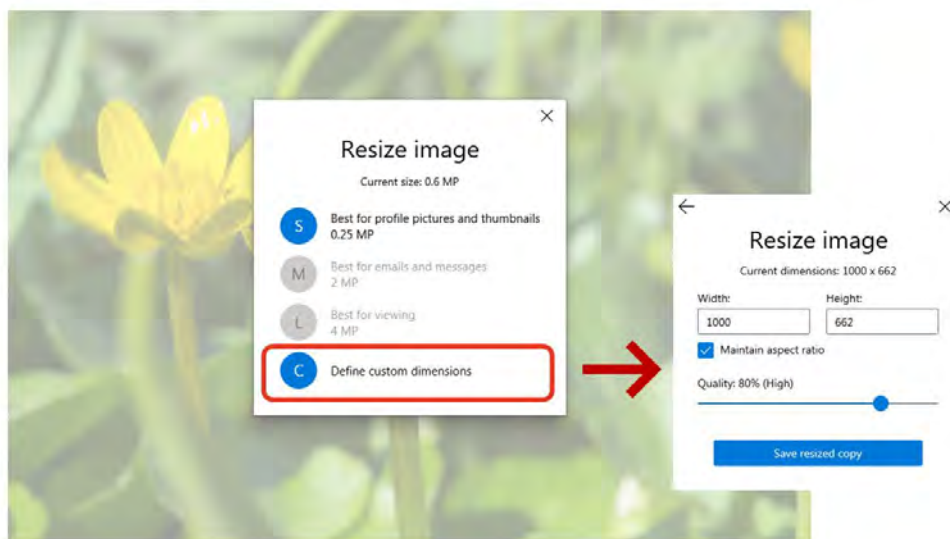 Resize image
Current size: 0.6 MP
S
Best for profile pictures and thumbnails
0.25 MP
M
Best for emails and messages
2 MP
L
Best for viewing
4 MP
C
Define custom dimensions
Resize image
Current dimensions: 1000 x 662
Width: Height:
1000 662
Maintain aspect ratio
Quality: 80% (High)
Save resized copy